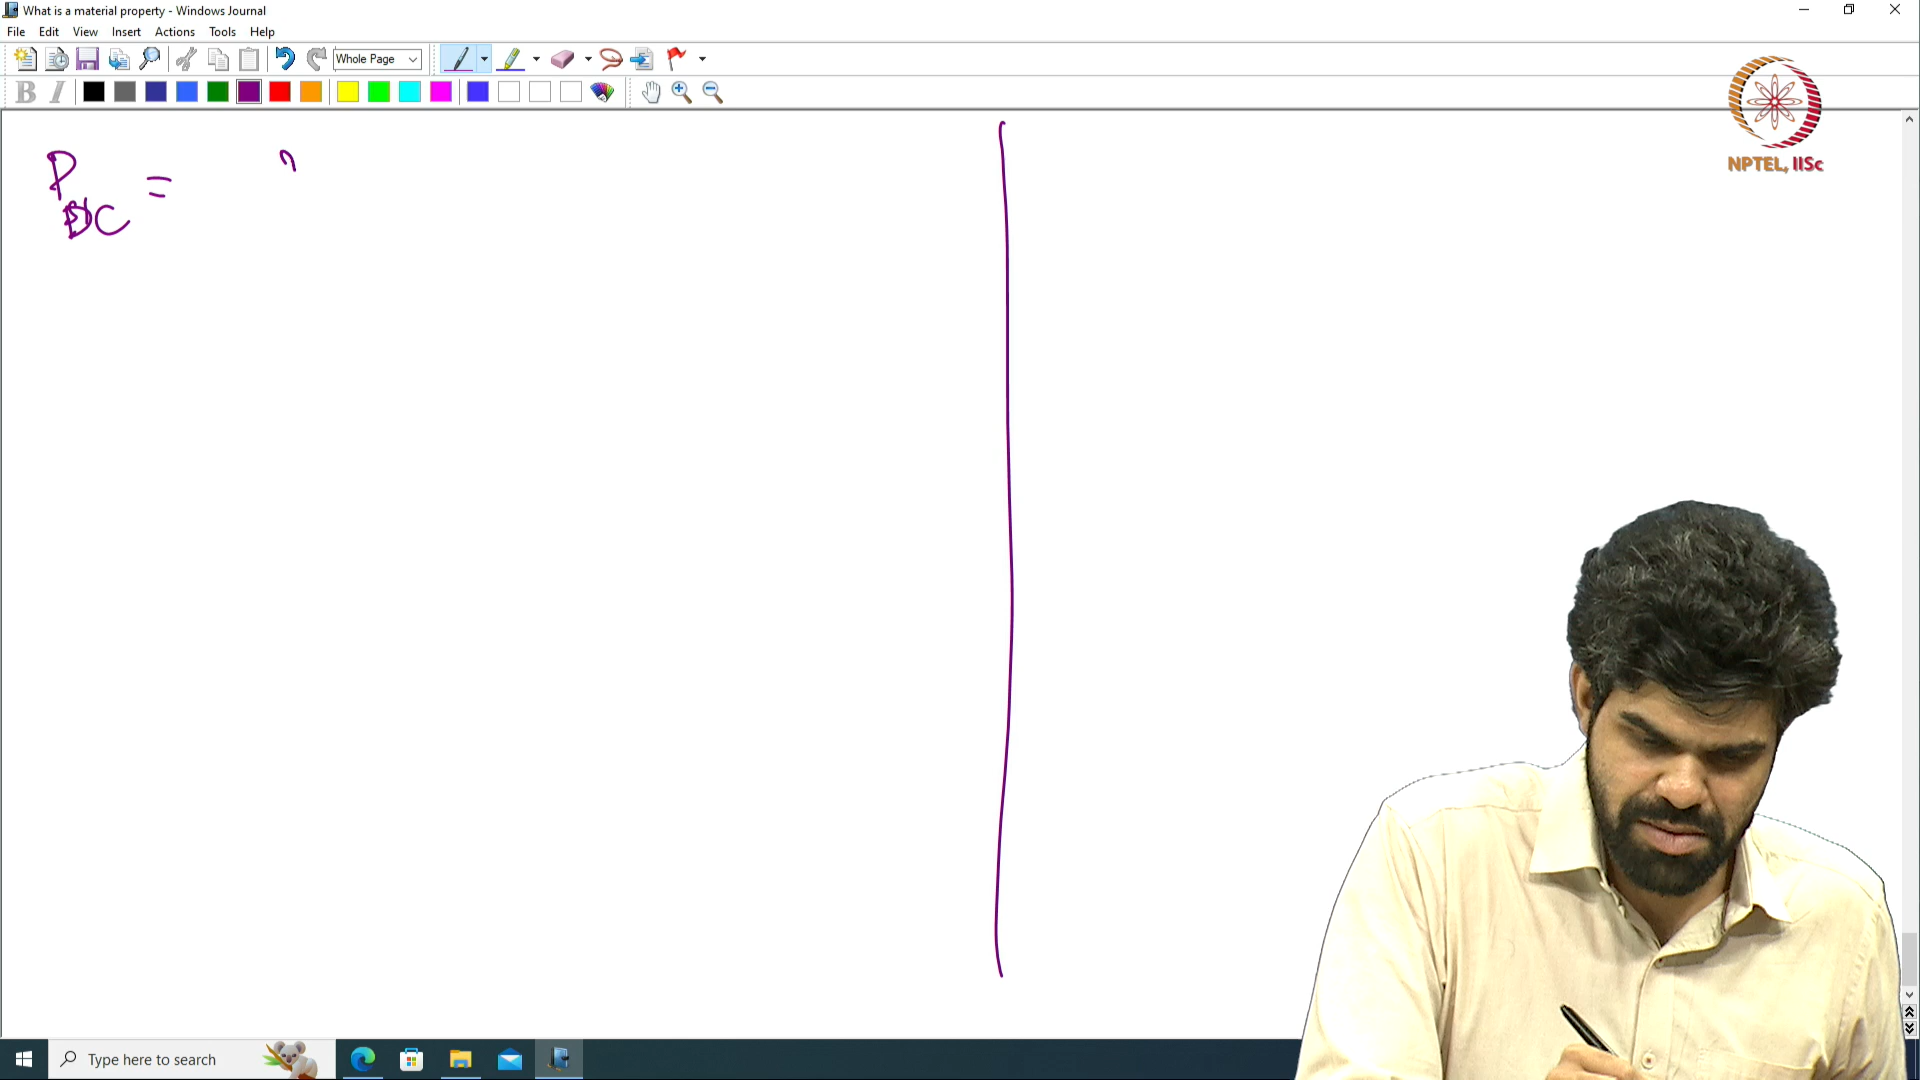 What is a material property - Windows Journal
File Edit View Insert Actions Tools Help
Whole Page
B I
NPTEL, IISc
P =
C
Type here to search